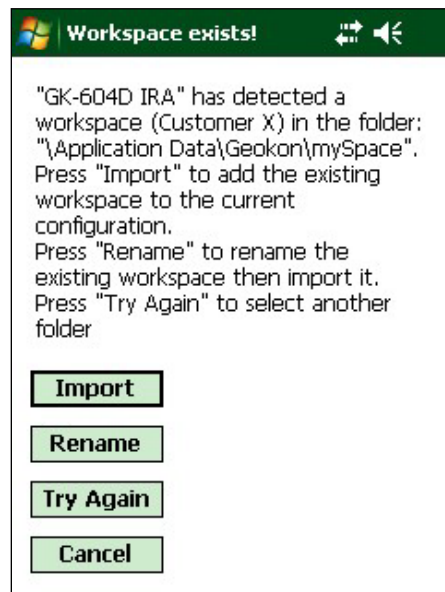 Workspace exists!
"GK-604D IRA" has detected a
workspace (Customer X) in the folder:
"\Application Data\Geokon\mySpace".
Press "Import" to add the existing
workspace to the current
configuration.
Press "Rename" to rename the
existing workspace then import it.
Press "Try Again" to select another
folder
Import
Rename
Try Again
Cancel